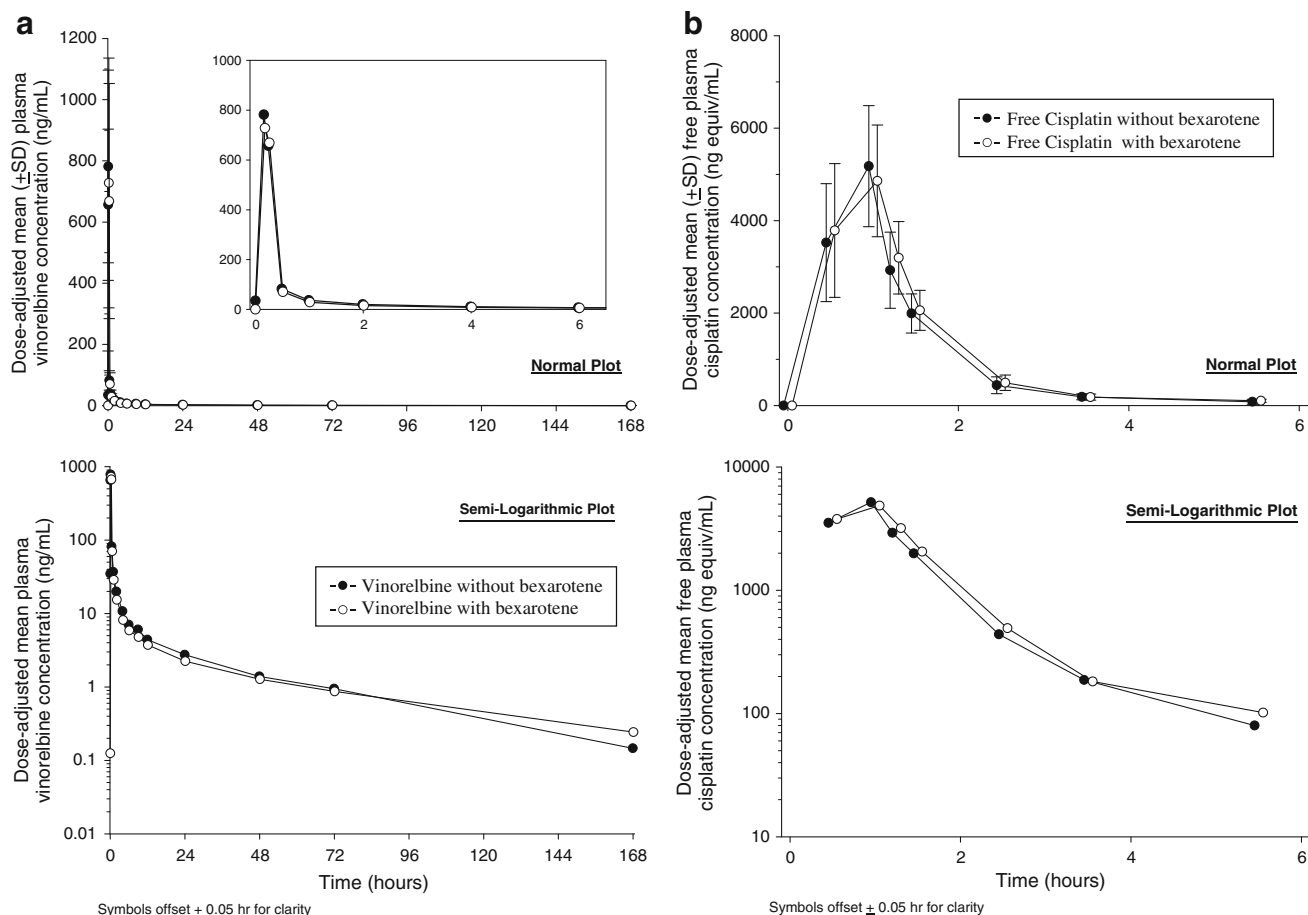 a
Dose-adjusted mean (±SD) plasma
vinorelbine concentration (ng/mL)
1200
1000
800
600
400
200
0
0 24 48 72 96 120 144 168
1000
800
600
400
200
0
0 2 4 6
Normal Plot
Dose-adjusted mean plasma
vinorelbine concentration (ng/mL)
1000
100
10
1
0.1
0.01
Semi-Logarithmic Plot
Vinorelbine without bexarotene
Vinorelbine with bexarotene
0 24 48 72 96 120 144 168
Time (hours)
Symbols offset + 0.05 hr for clarity
b
Dose-adjusted mean (±SD) free plasma
cisplatin concentration (ng equiv/mL)
8000
6000
4000
2000
0
Free Cisplatin without bexarotene
Free Cisplatin with bexarotene
Normal Plot
0 2 4 6
Dose-adjusted mean free plasma
cisplatin concentration (ng equiv/mL)
10000
1000
100
10
Semi-Logarithmic Plot
0 2 4 6
Time (hours)
Symbols offset ± 0.05 hr for clarity